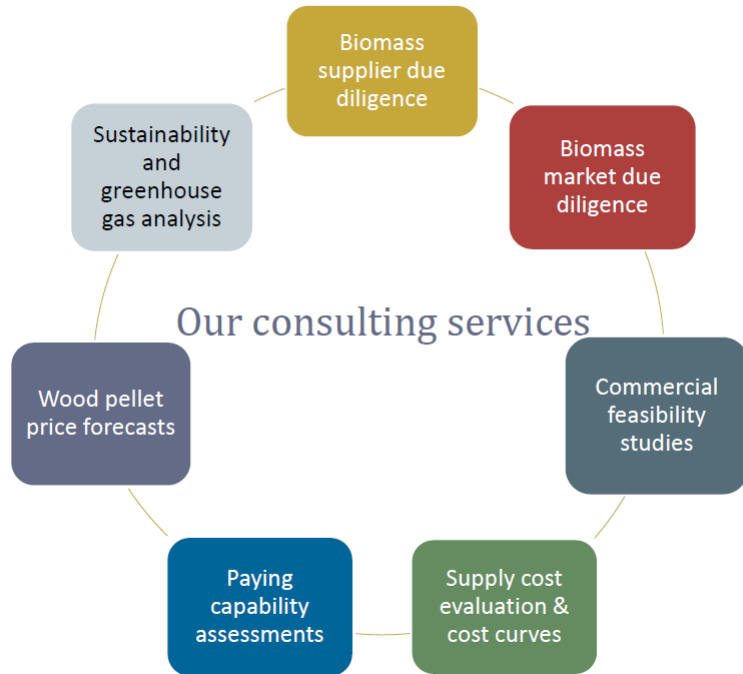 Biomass
supplier due
diligence
Biomass
market due
diligence
Commercial
feasibility
studies
Supply cost
evaluation &
cost curves
Paying
capability
assessments
Wood pellet
price forecasts
Sustainability
and
greenhouse
gas analysis
Our consulting services